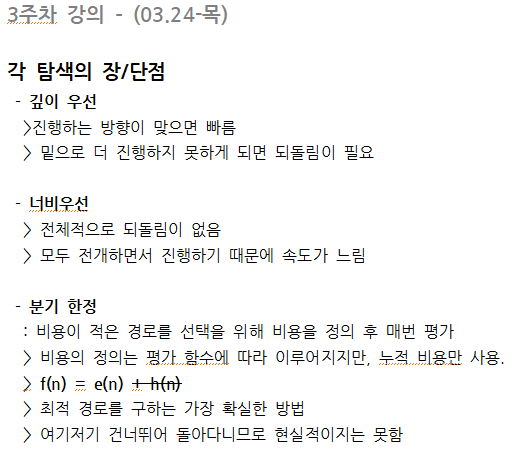 3주차 강의 - (03.24-목)
각 탐색의 장/단점
- 깊이 우선
>진행하는 방향이 맞으면 빠름
> 밑으로 더 진행하지 못하게 되면 되돌림이 필요
- 너비우선
> 전체적으로 되돌림이 없음
> 모두 전개하면서 진행하기 때문에 속도가 느림
- 분기 한정
: 비용이 적은 경로를 선택을 위해 비용을 정의 후 매번 평가
> 비용의 정의는 평가 함수에 따라 이루어지지만, 누적 비용만 사용.
> f(n) = e(n) + h(n)
> 최적 경로를 구하는 가장 확실한 방법
> 여기저기 건너뛰어 돌아다니므로 현실적이지는 못함